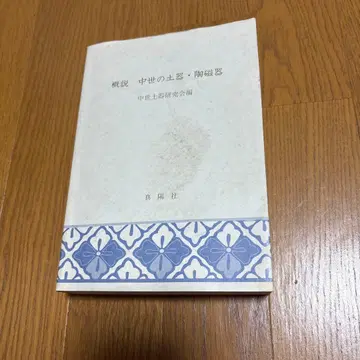 概説 中世の土器・陶磁器
中世土器研究会編
真陽社